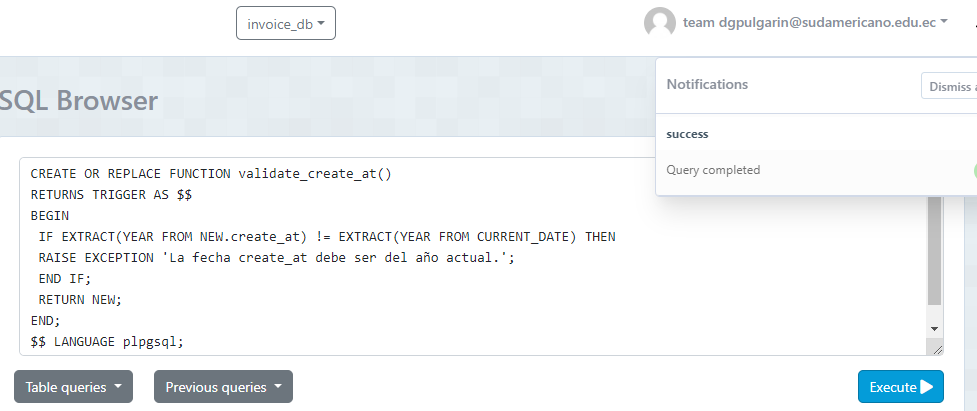 invoice_db
team dgpulgarin@sudamericano.edu.ec
SQL Browser
Notifications
Dismiss
success
Query completed
CREATE OR REPLACE FUNCTION validate_create_at()
RETURNS TRIGGER AS $$
BEGIN
IF EXTRACT(YEAR FROM NEW.create_at) != EXTRACT(YEAR FROM CURRENT_DATE) THEN
RAISE EXCEPTION 'La fecha create_at debe ser del año actual.';
END IF;
RETURN NEW;
END;
$$ LANGUAGE plpgsql;
Table queries
Previous queries
Execute